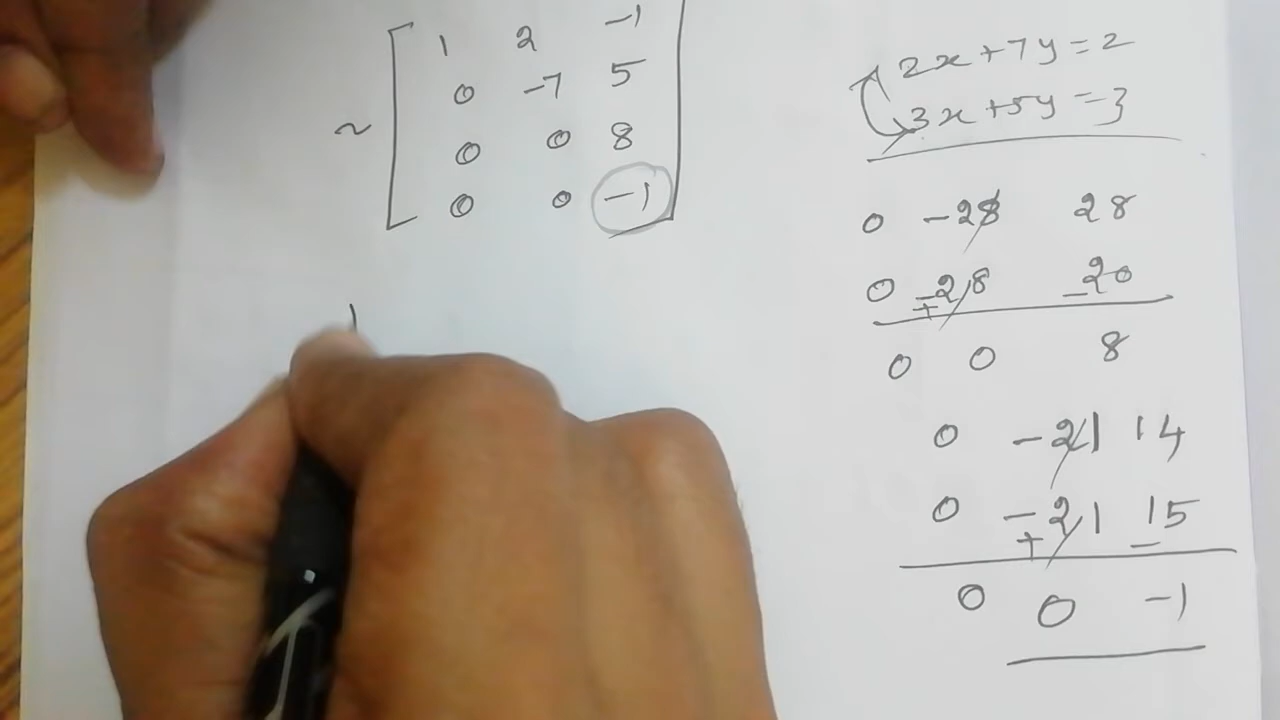 1 2 -1
0 -7 5
~ 0 0 8
0 0 -1
2x+7y=2
3x+5y=3
0 -28 28
0 -28 -20
+
0 0 8
0 -21 14
0 -21 15
+ -
0 0 -1